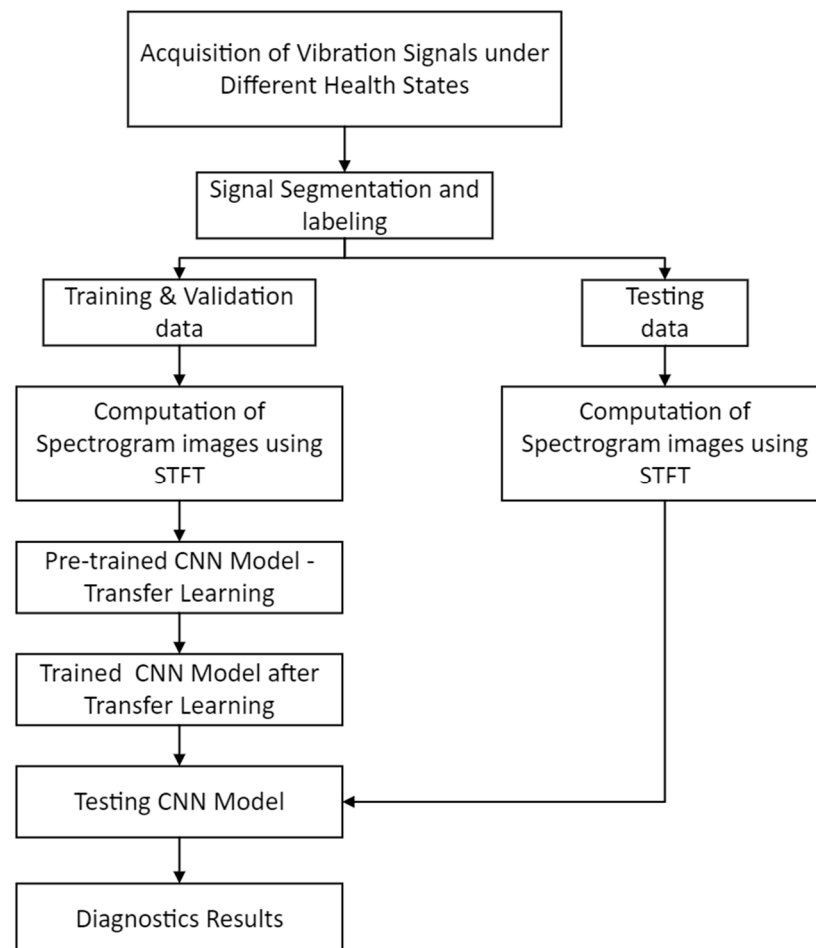 Acquisition of Vibration Signals under
Different Health States
Signal Segmentation and
labeling
Training & Validation
data
Testing
data
Computation of
Spectrogram images using
STFT
Computation of
Spectrogram images using
STFT
Pre-trained CNN Model -
Transfer Learning
Trained CNN Model after
Transfer Learning
Testing CNN Model
Diagnostics Results